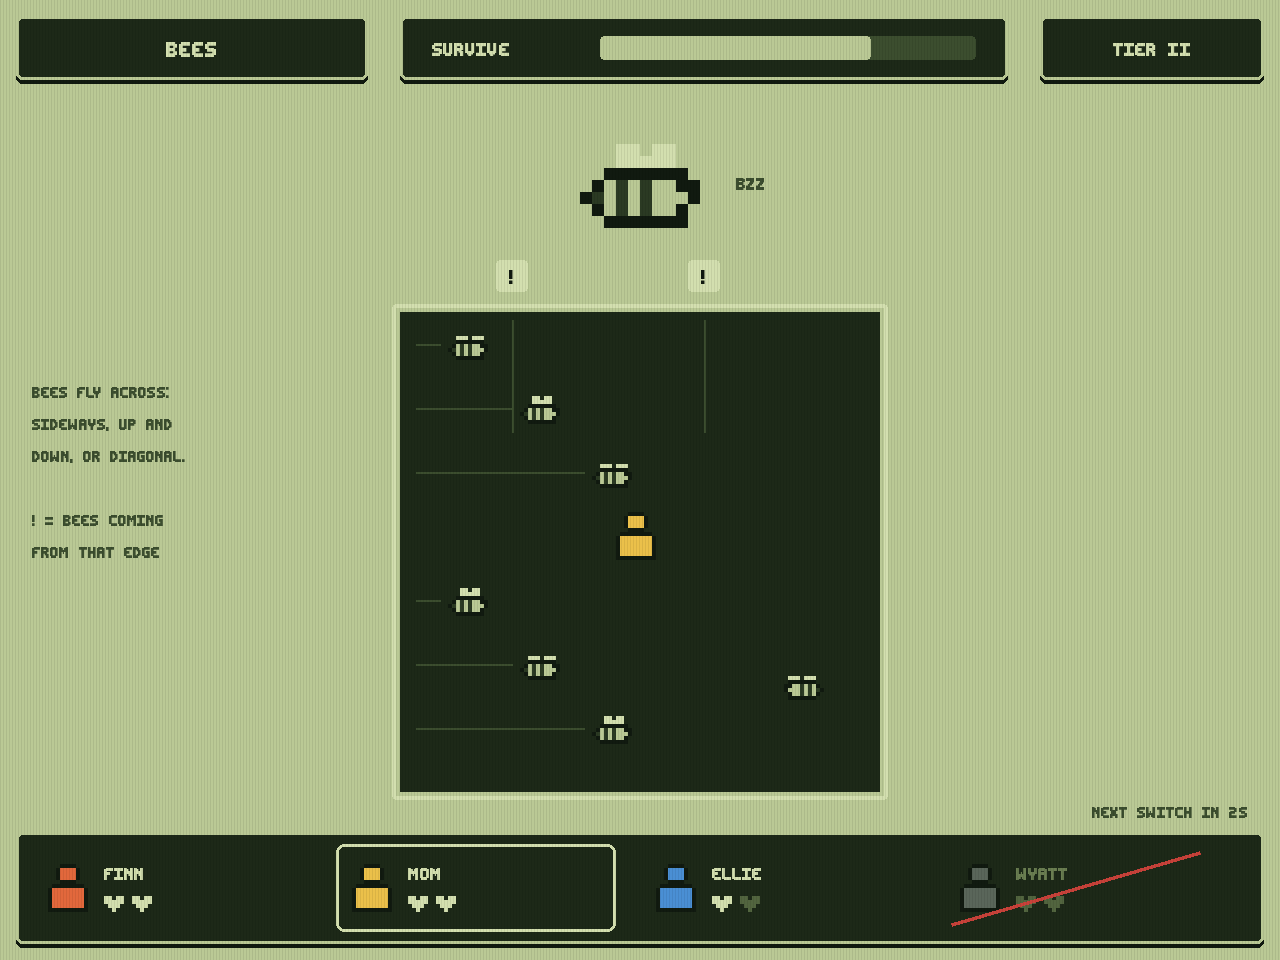 BEES
SURVIVE
TIER II
BZZ
!
!
BEES FLY ACROSS:
SIDEWAYS, UP AND
DOWN, OR DIAGONAL.
! = BEES COMING
FROM THAT EDGE
NEXT SWITCH IN 2S
FINN
MOM
ELLIE
WYATT